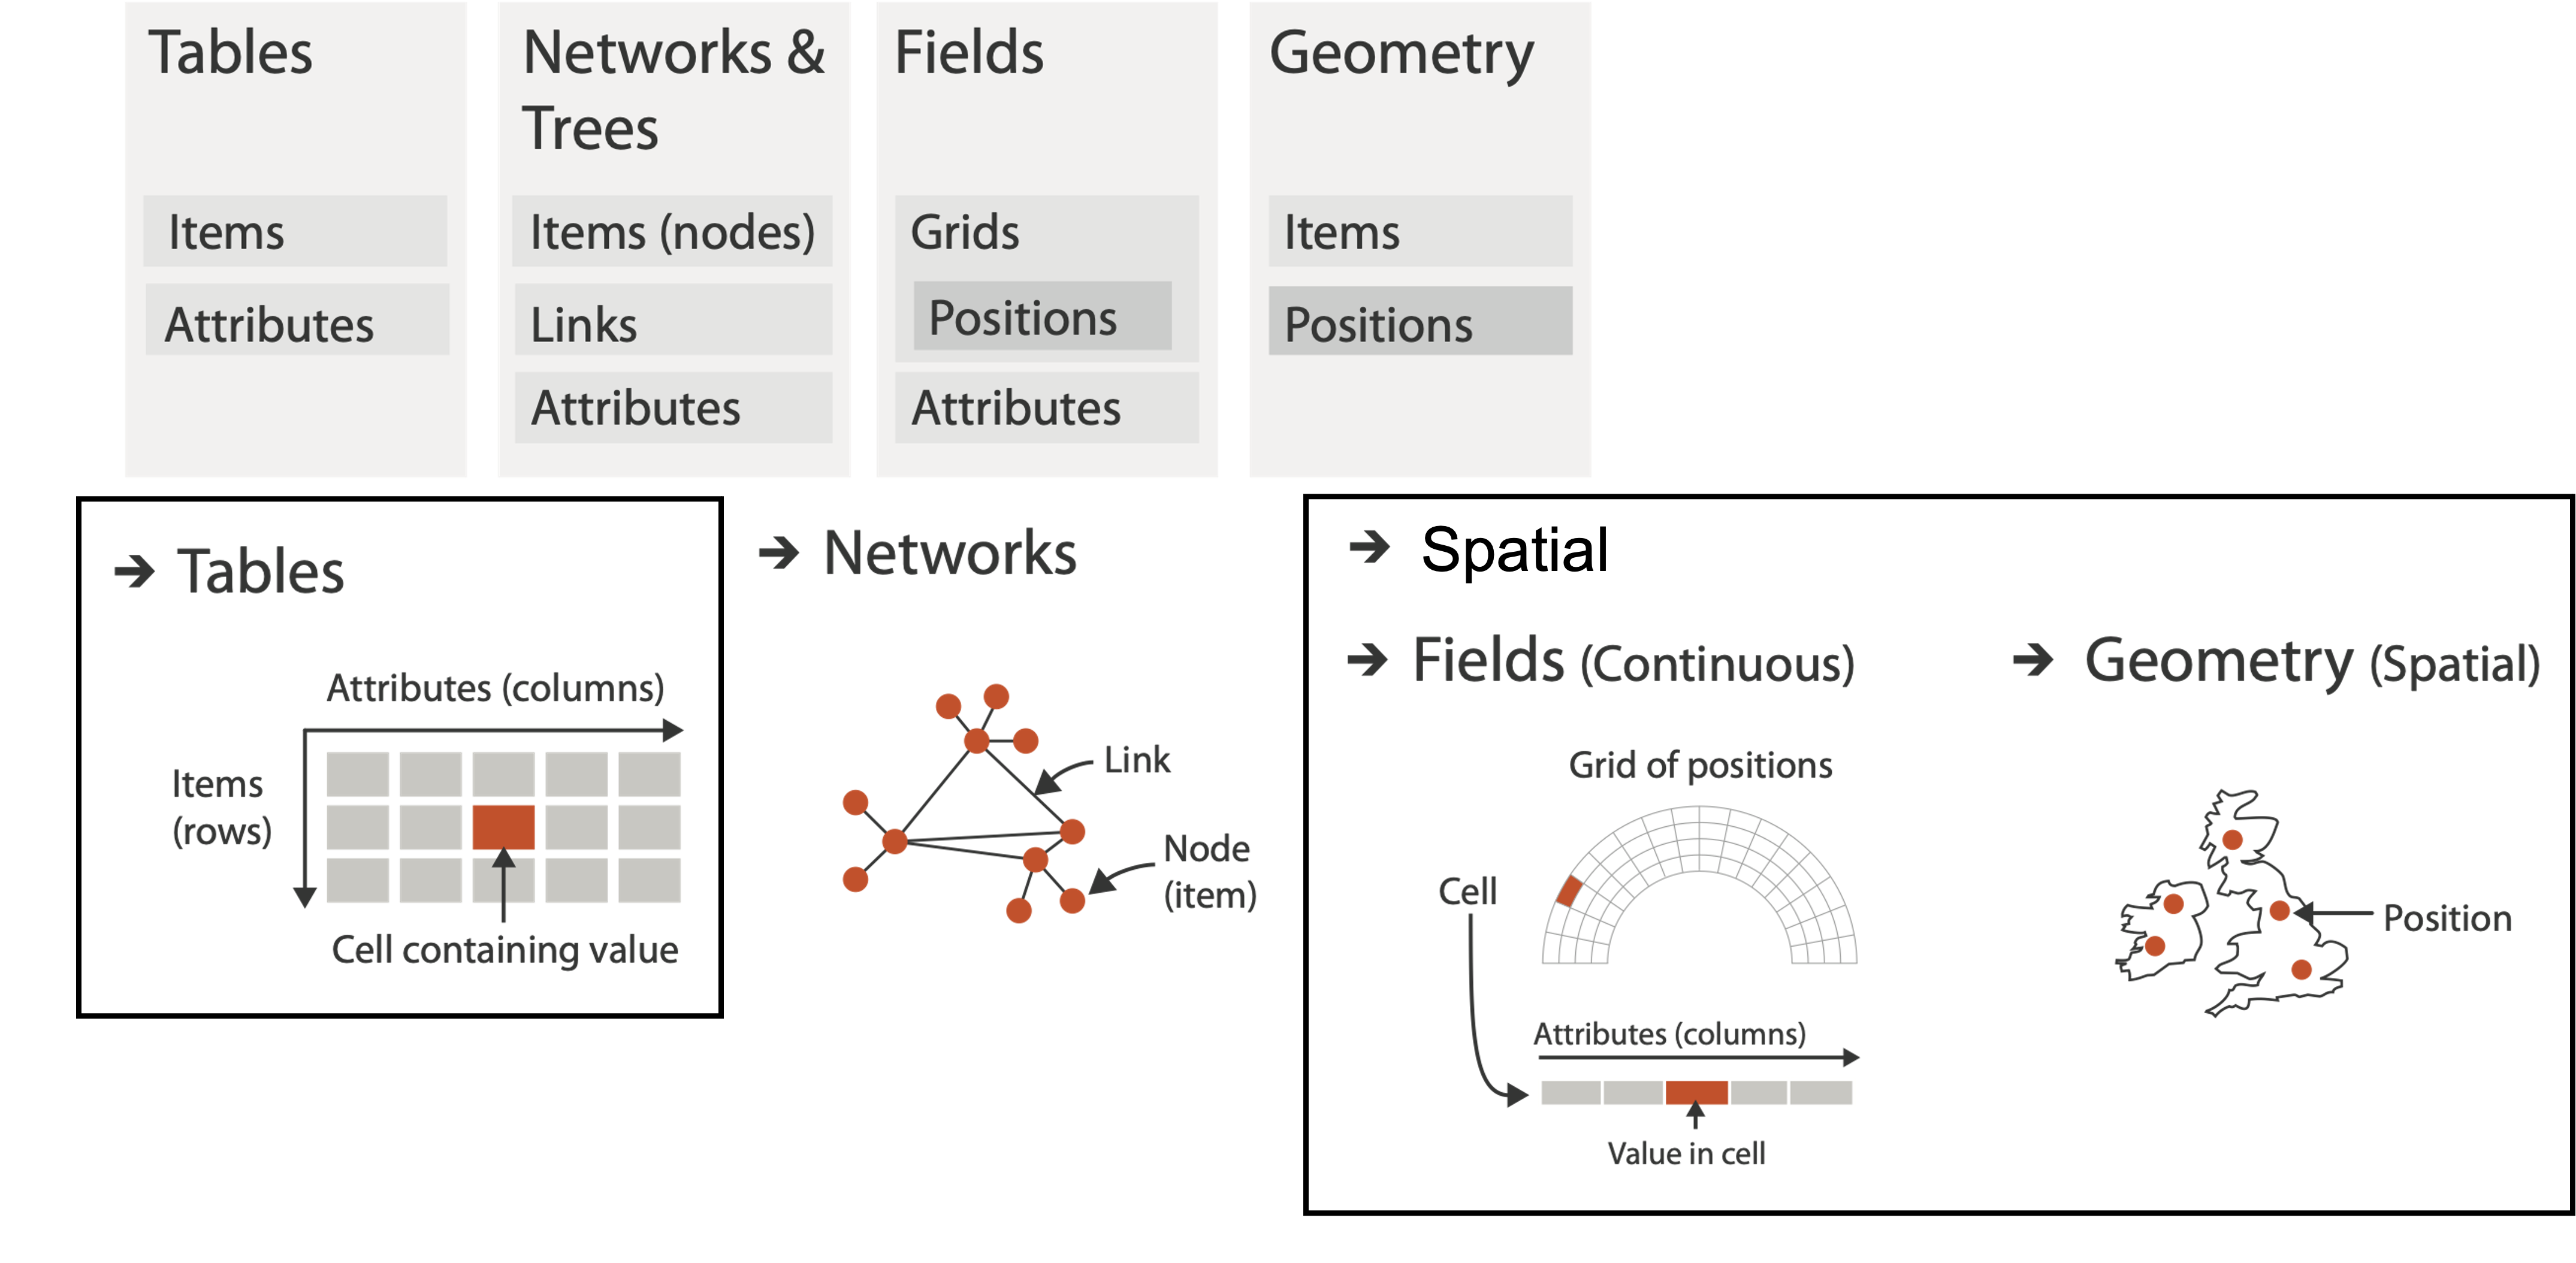 Tables
Items
Attributes
Networks &
Trees
Items (nodes)
Links
Attributes
Fields
Grids
Positions
Attributes
Geometry
Items
Positions
➔ Tables
Attributes (columns)
Items
(rows)
Cell containing value
➔ Networks
Link
Node
(item)
➔ Spatial
➔ Fields (Continuous)
Grid of positions
Cell
Attributes (columns)
Value in cell
➔ Geometry (Spatial)
Position